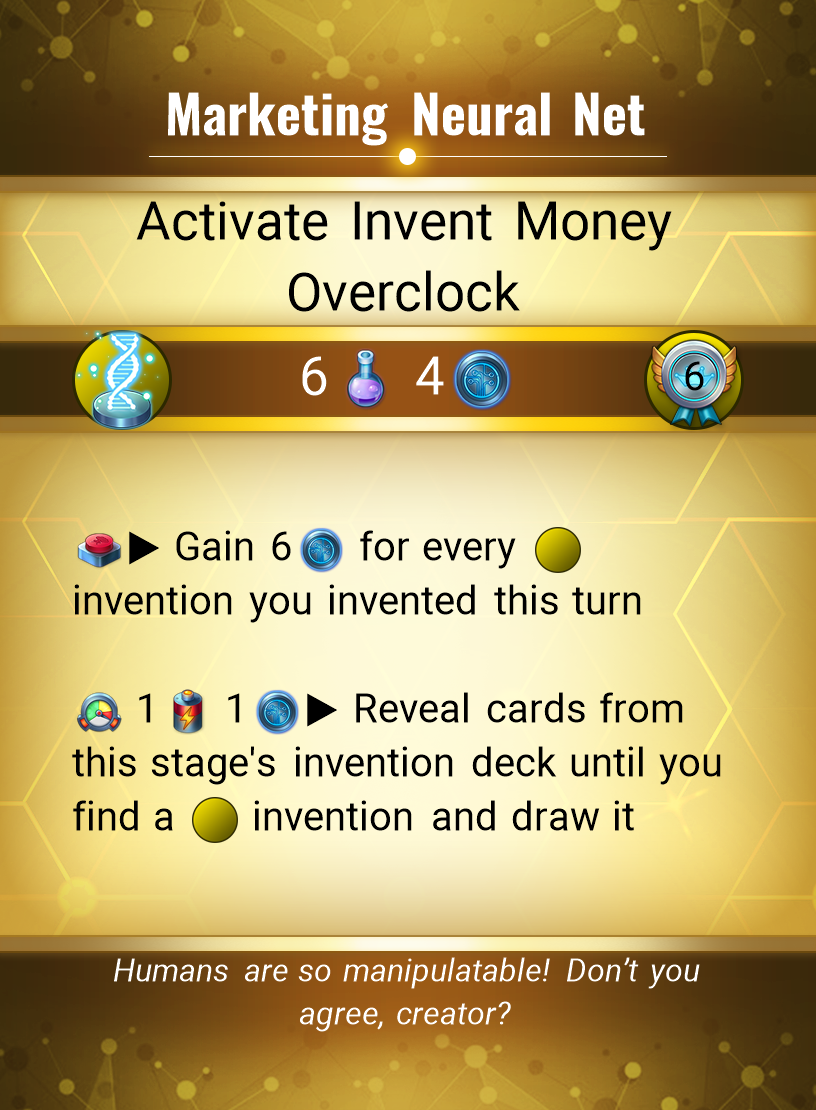 Marketing Neural Net
Activate Invent Money
Overclock
6 4
6
Gain 6 for every
invention you invented this turn
1 1 Reveal cards from
this stage's invention deck until you
find a invention and draw it
Humans are so manipulatable! Don’t you
agree, creator?